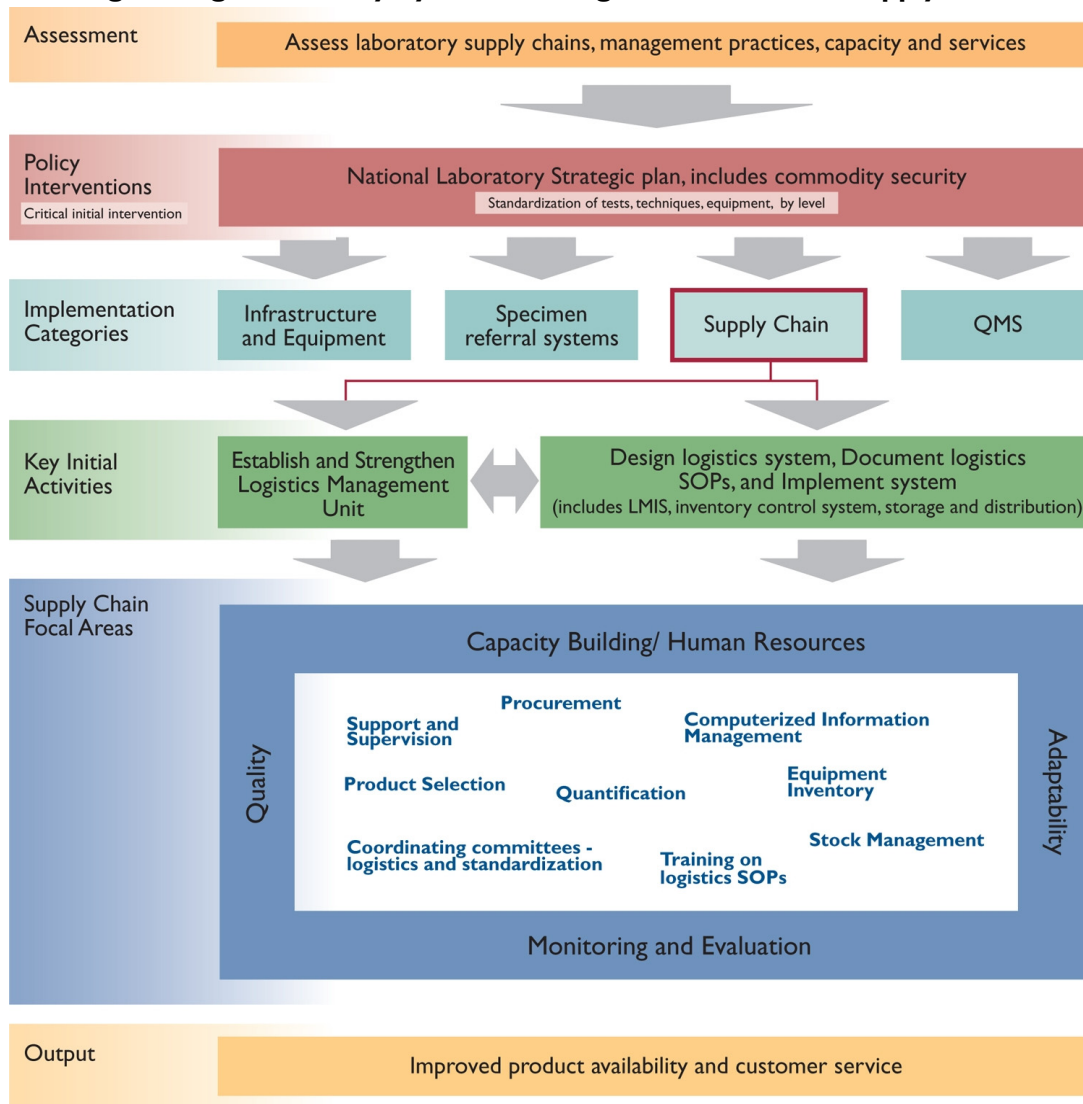 Assessment
Assess laboratory supply chains, management practices, capacity and services
Policy
Interventions
Critical initial intervention
National Laboratory Strategic plan, includes commodity security
Standardization of tests, techniques, equipment, by level
Implementation
Categories
Infrastructure
and Equipment
Specimen
referral systems
Supply Chain
QMS
Key Initial
Activities
Establish and Strengthen
Logistics Management
Unit
Design logistics system, Document logistics
SOPs, and Implement system
(includes LMIS, inventory control system, storage and distribution)
Supply Chain
Focal Areas
Capacity Building/ Human Resources
Quality
Procurement
Support and
Supervision
Computerized Information
Management
Product Selection
Quantification
Equipment
Inventory
Coordinating committees -
logistics and standardization
Training on
logistics SOPs
Stock Management
Adaptability
Monitoring and Evaluation
Output
Improved product availability and customer service